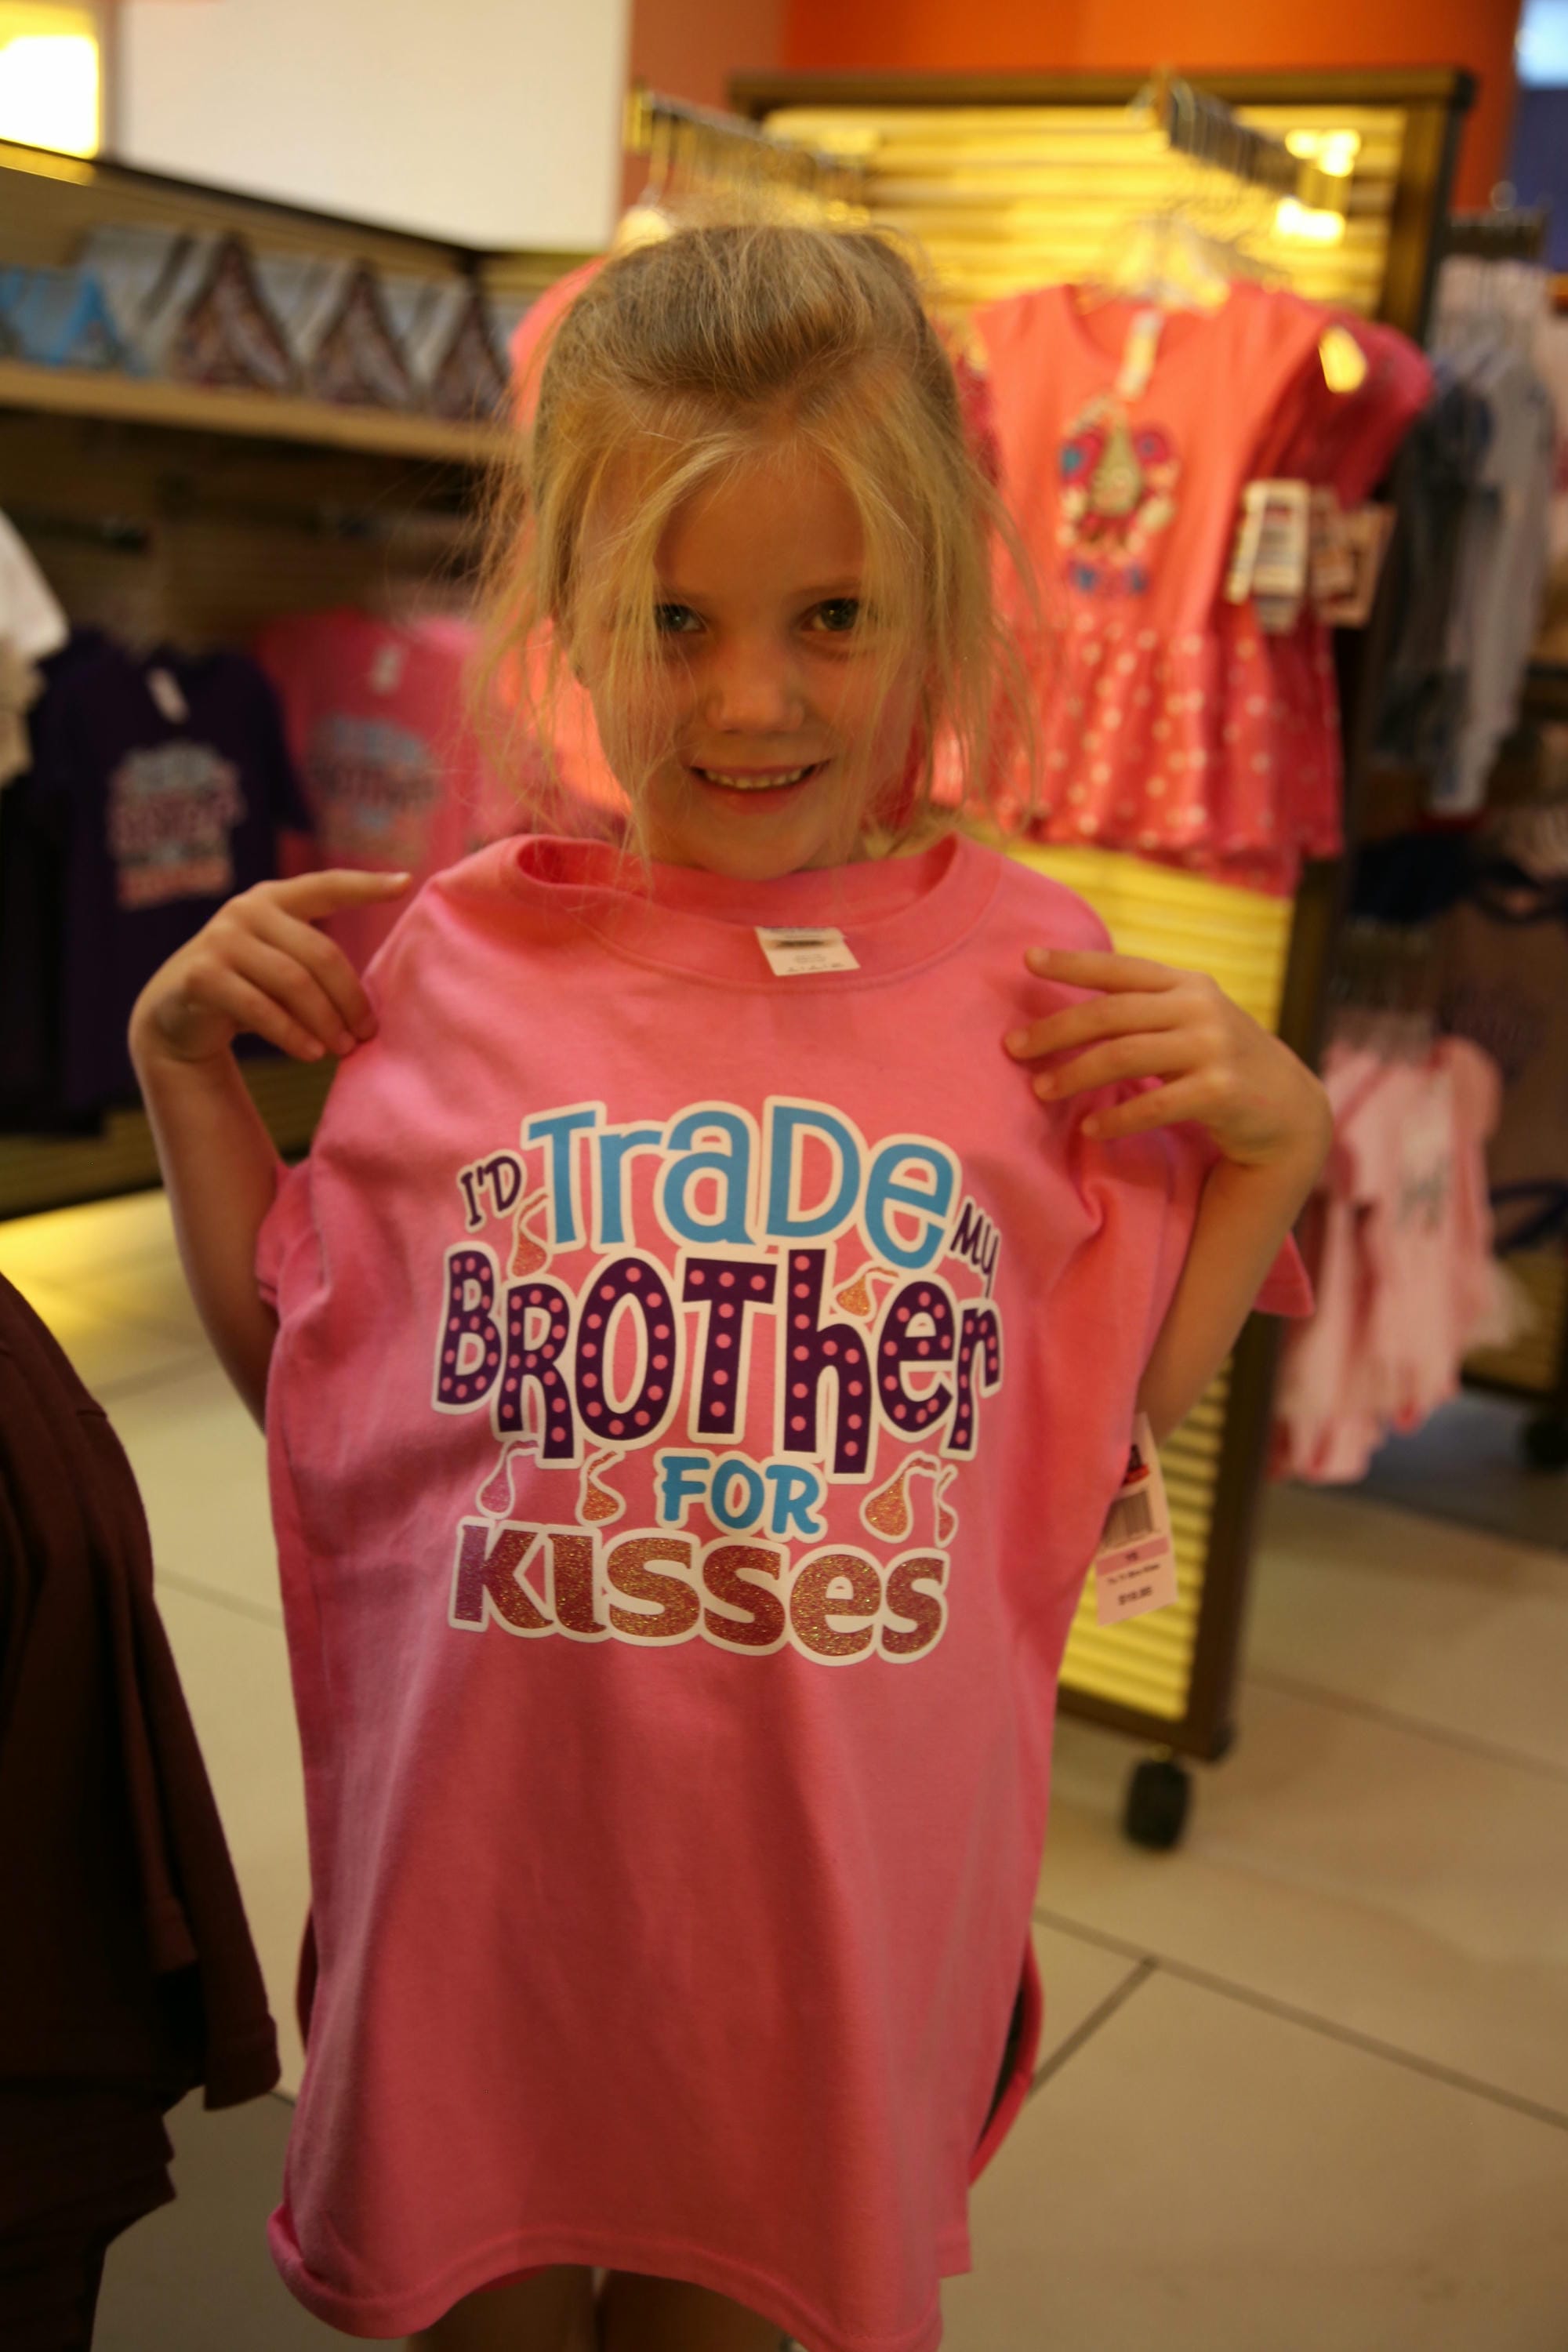 I'D TraDe My
BROTher
FOR
KIsses